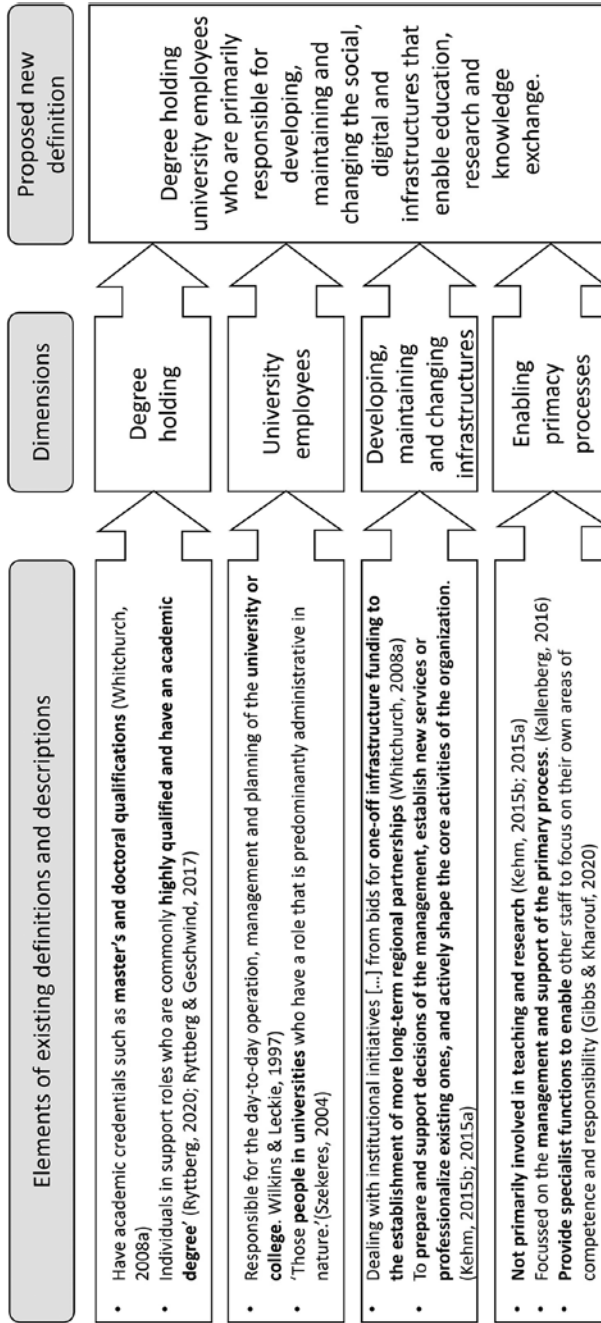 Elements of existing definitions and descriptions
Dimensions
Proposed new
definition
• Have academic credentials such as master's and doctoral qualifications (Whitchurch,
2008a)
• Individuals in support roles who are commonly highly qualified and have an academic
degree' (Ryttberg, 2020; Ryttberg & Geschwind, 2017)
Degree
holding
• Responsible for the day-to-day operation, management and planning of the university or
college. Wilkins & Leckie, 1997)
• 'Those people in universities who have a role that is predominantly administrative in
nature.'(Szekeres, 2004)
University
employees
• Dealing with institutional initiatives [...] from bids for one-off infrastructure funding to
the establishment of more long-term regional partnerships (Whitchurch, 2008a)
• To prepare and support decisions of the management, establish new services or
professionalize existing ones, and actively shape the core activities of the organization.
(Kehm, 2015b; 2015a)
Developing,
maintaining
and changing
infrastructures
• Not primarily involved in teaching and research (Kehm, 2015b; 2015a)
• Focussed on the management and support of the primary process. (Kallenberg, 2016)
• Provide specialist functions to enable other staff to focus on their own areas of
competence and responsibility (Gibbs & Kharouf, 2020)
Enabling
primacy
processes
Degree holding
university employees
who are primarily
responsible for
developing,
maintaining and
changing the social,
digital and
infrastructures that
enable education,
research and
knowledge
exchange.